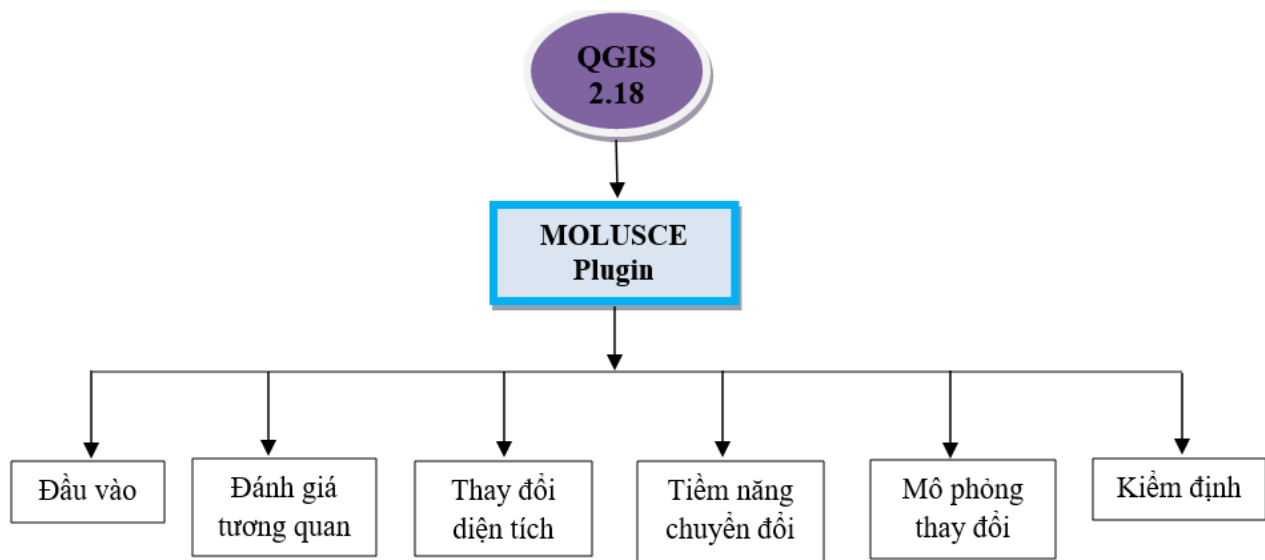 QGIS
2.18
MOLUSCE
Plugin
Đầu vào
Đánh giá
tương quan
Thay đổi
diện tích
Tiềm năng
chuyển đổi
Mô phỏng
thay đổi
Kiểm định